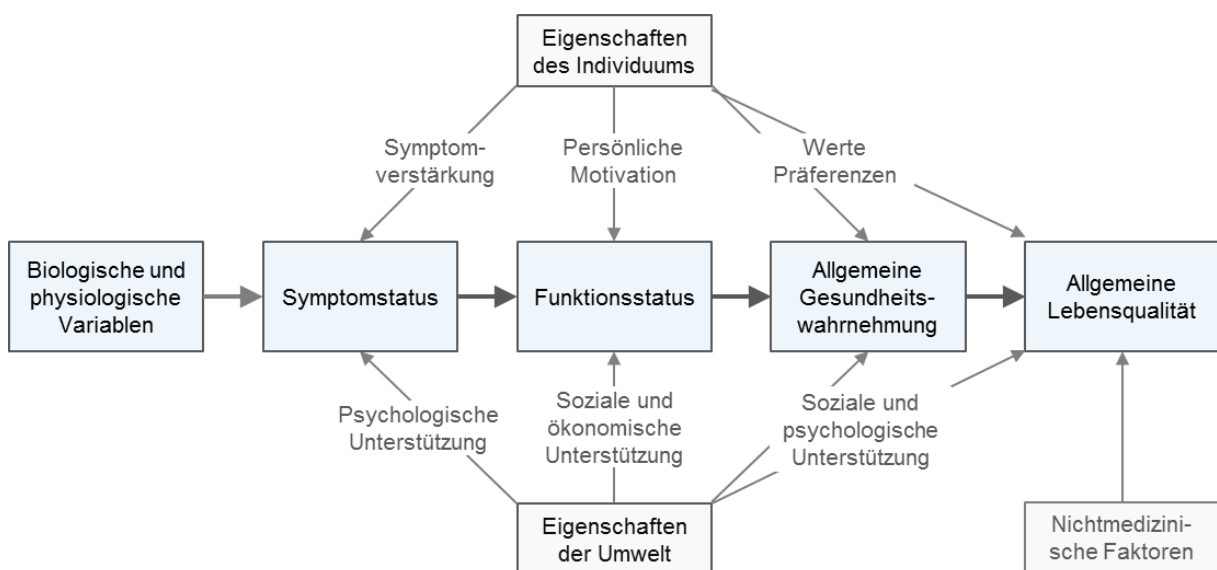 Eigenschaften
des Individuums
Symptom-
verstärkung
Persönliche
Motivation
Werte
Präferenzen
Biologische und
physiologische
Variablen
Symptomstatus
Funktionsstatus
Allgemeine
Gesundheits-
wahrnehmung
Allgemeine
Lebensqualität
Psychologische
Unterstützung
Soziale und
ökonomische
Unterstützung
Soziale und
psychologische
Unterstützung
Eigenschaften
der Umwelt
Nichtmedizini-
sche Faktoren